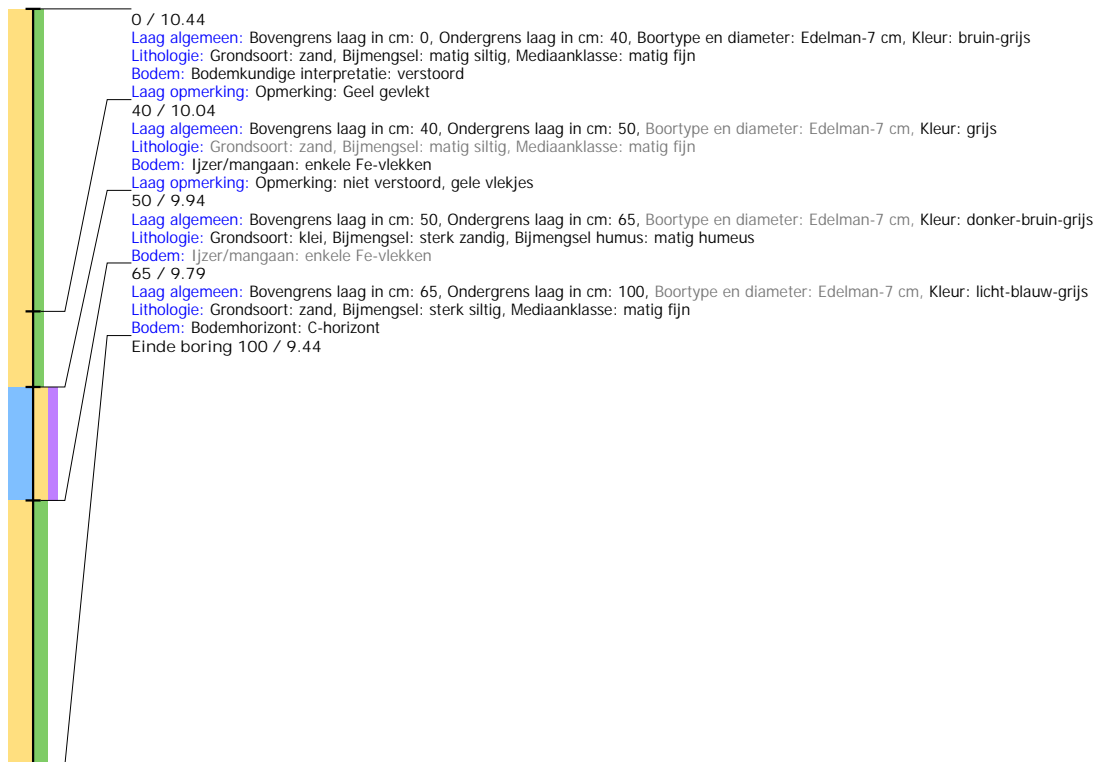 0 / 10.44
Laag algemeen: Bovengrens laag in cm: 0, Ondergrens laag in cm: 40, Boortype en diameter: Edelman-7 cm, Kleur: bruin-grijs
Lithologie: Grondsoort: zand, Bijmengsel: matig siltig, Mediaanklasse: matig fijn
Bodem: Bodemkundige interpretatie: verstoord
Laag opmerking: Opmerking: Geel gevlekt
40 / 10.04
Laag algemeen: Bovengrens laag in cm: 40, Ondergrens laag in cm: 50, Boortype en diameter: Edelman-7 cm, Kleur: grijs
Lithologie: Grondsoort: zand, Bijmengsel: matig siltig, Mediaanklasse: matig fijn
Bodem: Ijzer/mangaan: enkele Fe-vlekken
Laag opmerking: Opmerking: niet verstoord, gele vlekjes
50 / 9.94
Laag algemeen: Bovengrens laag in cm: 50, Ondergrens laag in cm: 65, Boortype en diameter: Edelman-7 cm, Kleur: donker-bruin-grijs
Lithologie: Grondsoort: klei, Bijmengsel: sterk zandig, Bijmengsel humus: matig humeus
Bodem: Ijzer/mangaan: enkele Fe-vlekken
65 / 9.79
Laag algemeen: Bovengrens laag in cm: 65, Ondergrens laag in cm: 100, Boortype en diameter: Edelman-7 cm, Kleur: licht-blauw-grijs
Lithologie: Grondsoort: zand, Bijmengsel: sterk siltig, Mediaanklasse: matig fijn
Bodem: Bodemhorizont: C-horizont
Einde boring 100 / 9.44